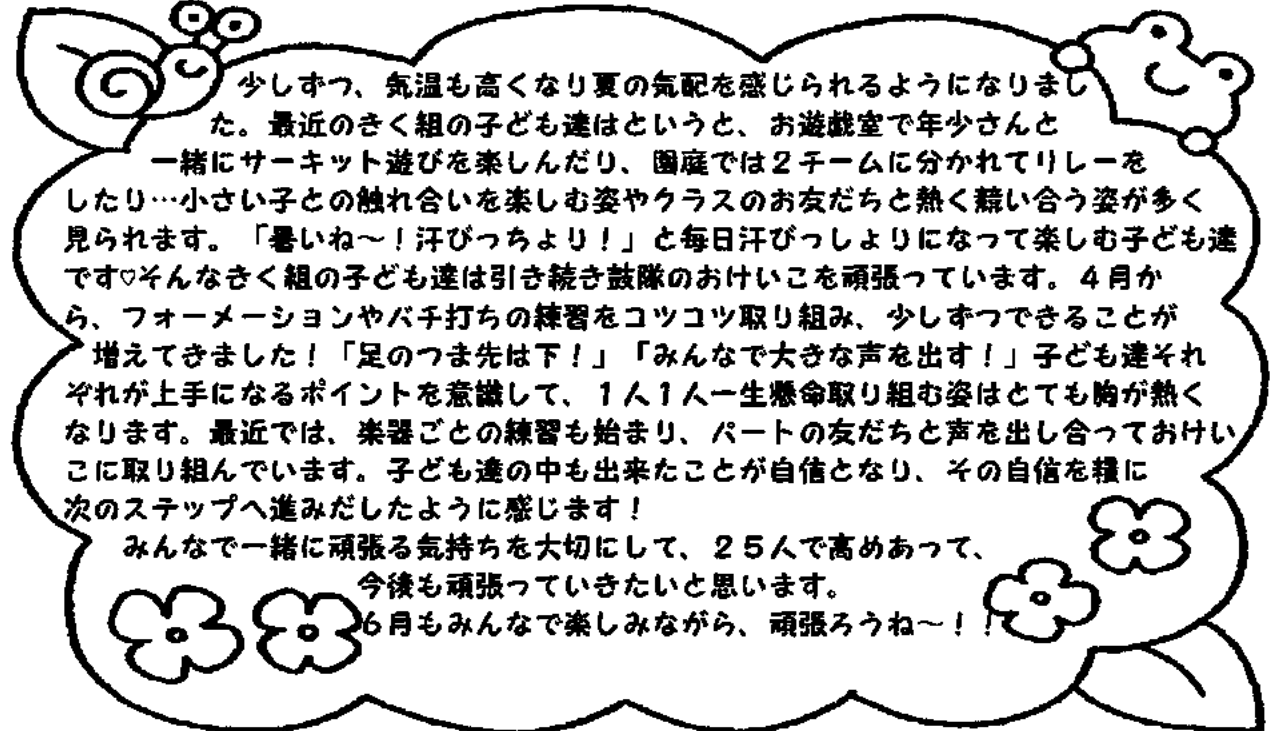 少しずつ、気温も高くなり夏の気配を感じられるようになりまし
た。最近のきく組の子ども達はというと、お遊戯室で年少さんと
一緒にサーキット遊びを楽しんだり、園庭では2チームに分かれてリレーを
したり…小さい子との触れ合いを楽しむ姿やクラスのお友だちと熱く競い合う姿が多く
見られます。「暑いね～！汗びっちょり！」と毎日汗びっしょりになって楽しむ子ども達
です♡そんなきく組の子ども達は引き続き鼓隊のおけいこを頑張っています。4月か
ら、フォーメーションやバチ打ちの練習をコツコツ取り組み、少しずつできることが
増えてきました！「足のつま先は下！」「みんなで大きな声を出す！」子ども達それ
ぞれが上手になるポイントを意識して、1人1人一生懸命取り組む姿はとても胸が熱く
なります。最近では、楽器ごとの練習も始まり、パートの友だちと声を出し合っておけい
こに取り組んでいます。子ども達の中も出来たことが自信となり、その自信を糧に
次のステップへ進みだしたように感じます！
みんなで一緒に頑張る気持ちを大切にして、25人で高めあって、
今後も頑張っていきたいと思います。
6月もみんなで楽しみながら、頑張ろうね～！！